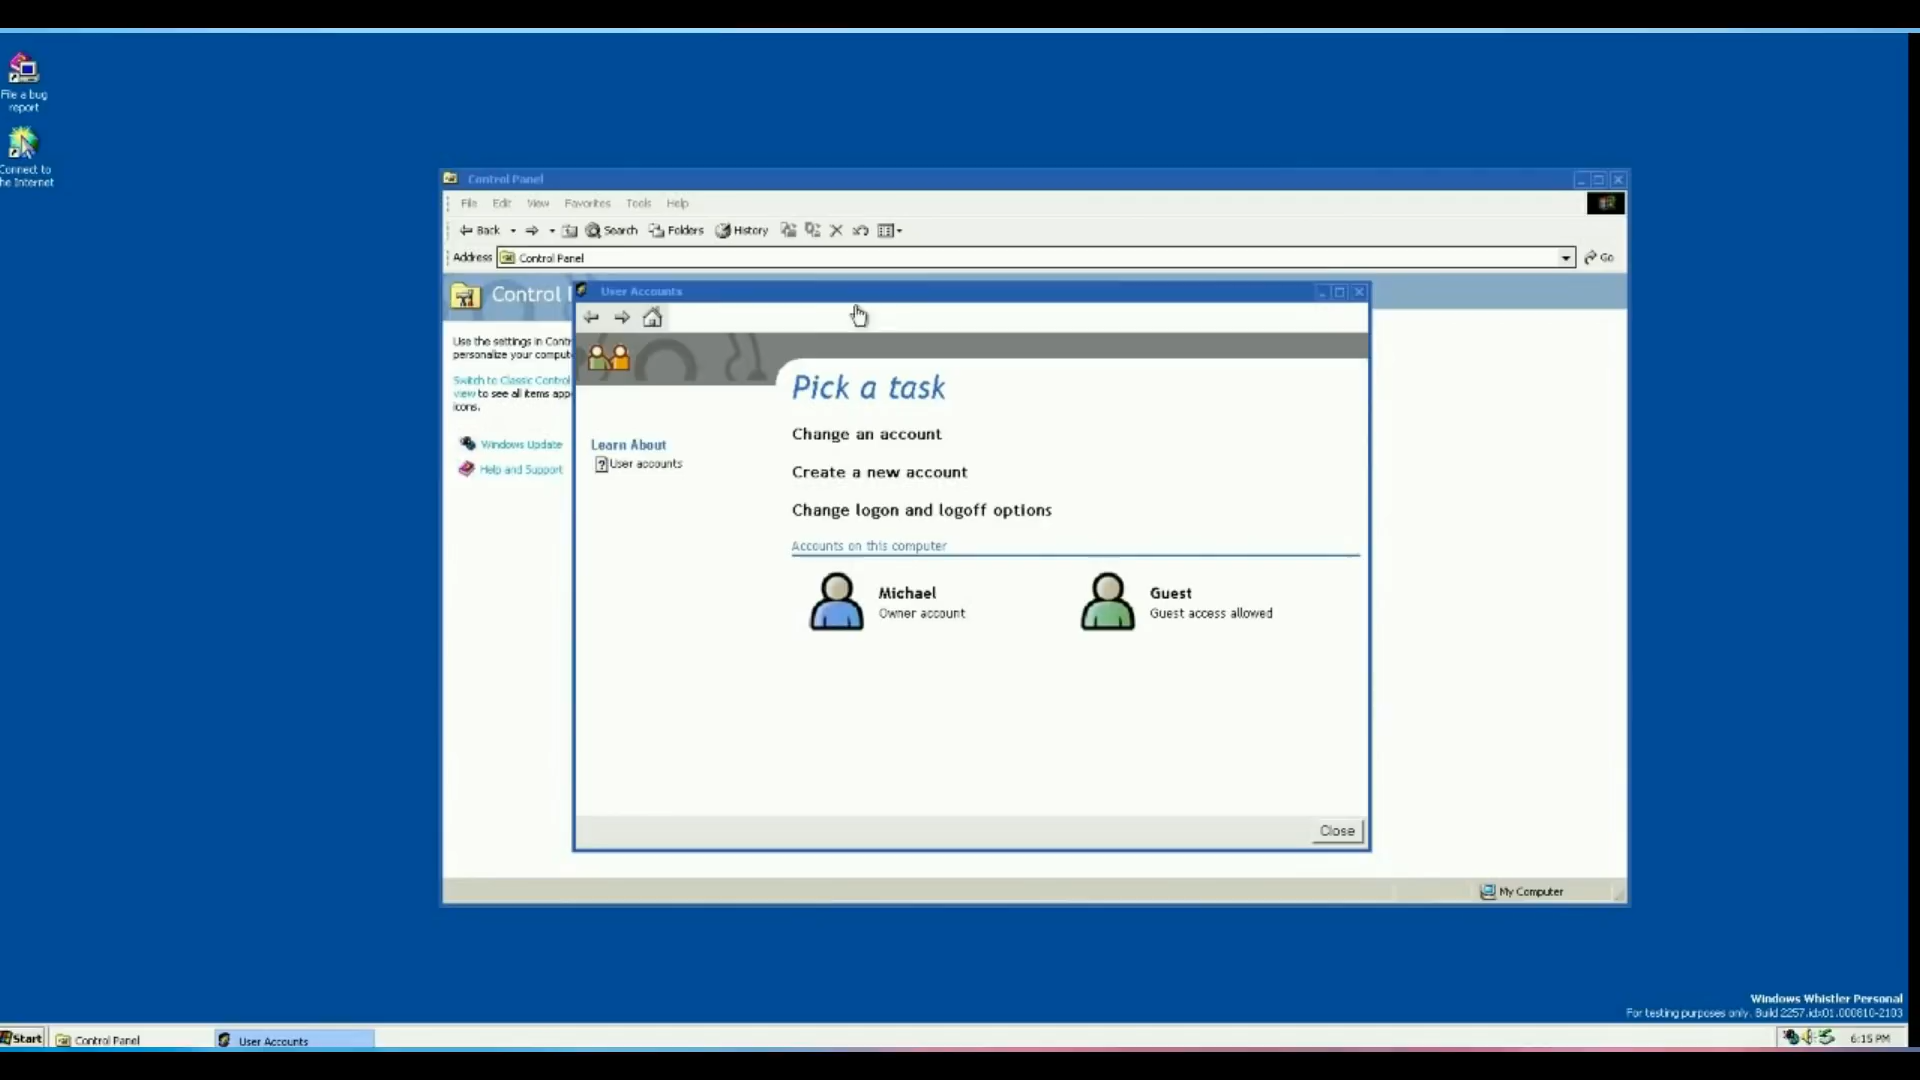 File a bug
report
Connect to
the Internet
Control Panel
File Edit View Favorites Tools Help
Back Search Folders History
Address Control Panel Go
Control
User Accounts
Use the settings in Contr
personalize your compute
Switch to Classic Control
view to see all items app
icons.
Windows Update
Help and Support
Learn About
User accounts
Pick a task
Change an account
Create a new account
Change logon and logoff options
Accounts on this computer
Michael
Owner account
Guest
Guest access allowed
Close
My Computer
Windows Whistler Personal
For testing purposes only. Build 2257.idx01.000810-2103
Start Control Panel User Accounts 6:15 PM